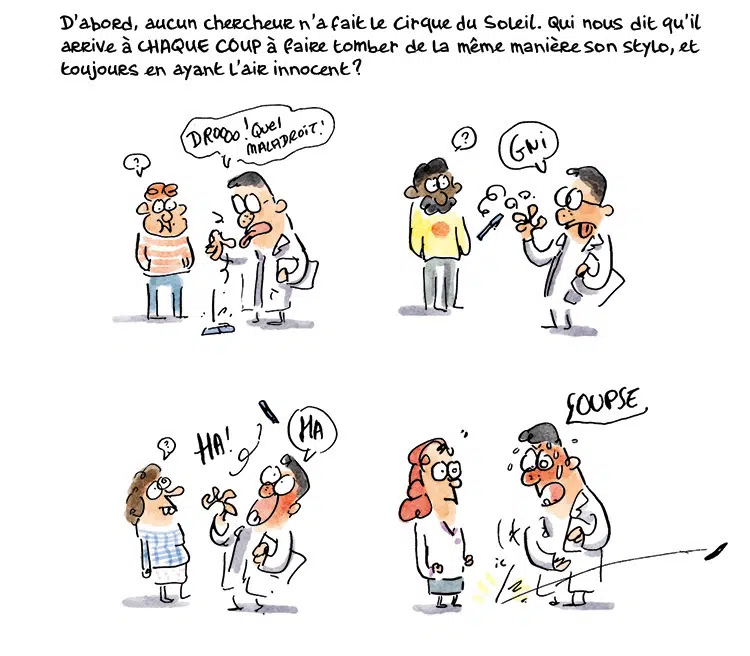 D'abord, aucun chercheur n'a fait le Cirque du Soleil. Qui nous dit qu'il
arrive à CHAQUE COUP à faire tomber de la même manière son stylo, et
toujours en ayant l'air innocent ?
?
DROOOO! QUEL
MALADROIT!
?
GNi
?
HA!
HA
OUPSE